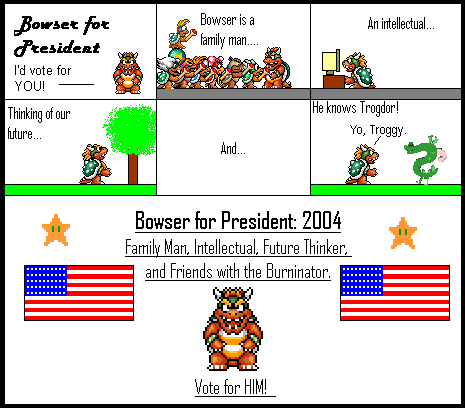 Bowser for
President
I'd vote for
YOU!
Bowser is a
family man....
An intellectual...
Thinking of our
future...
And...
He knows Trogdor!
Yo, Troggy.
Bowser for President: 2004
Family Man, Intellectual, Future Thinker,
and Friends with the Burninator.
Vote for HIM!